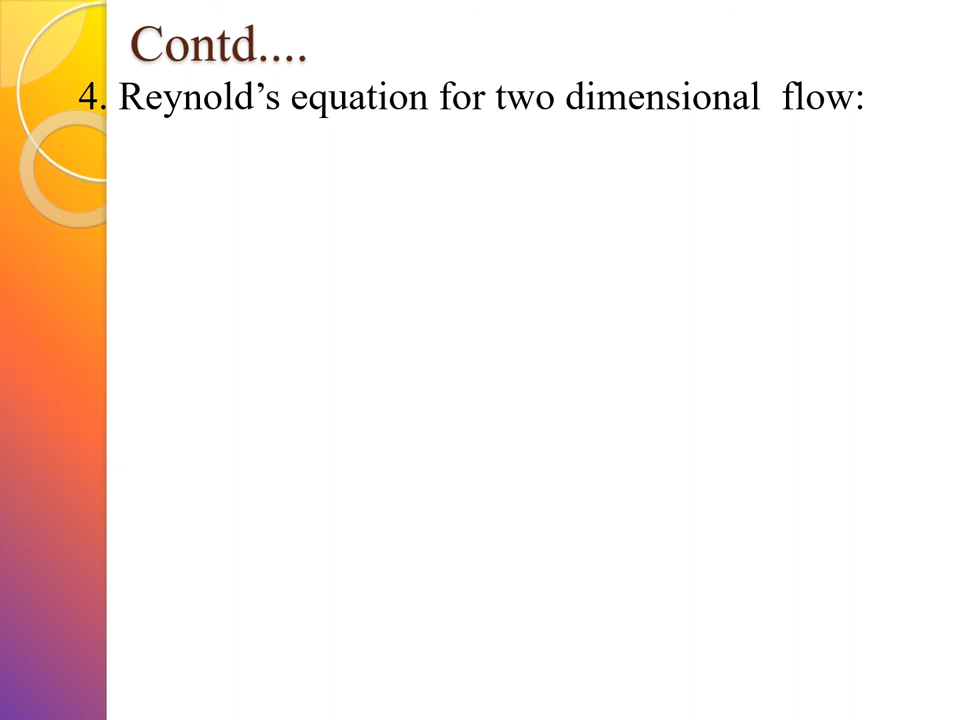 Contd....
4. Reynold’s equation for two dimensional  flow: